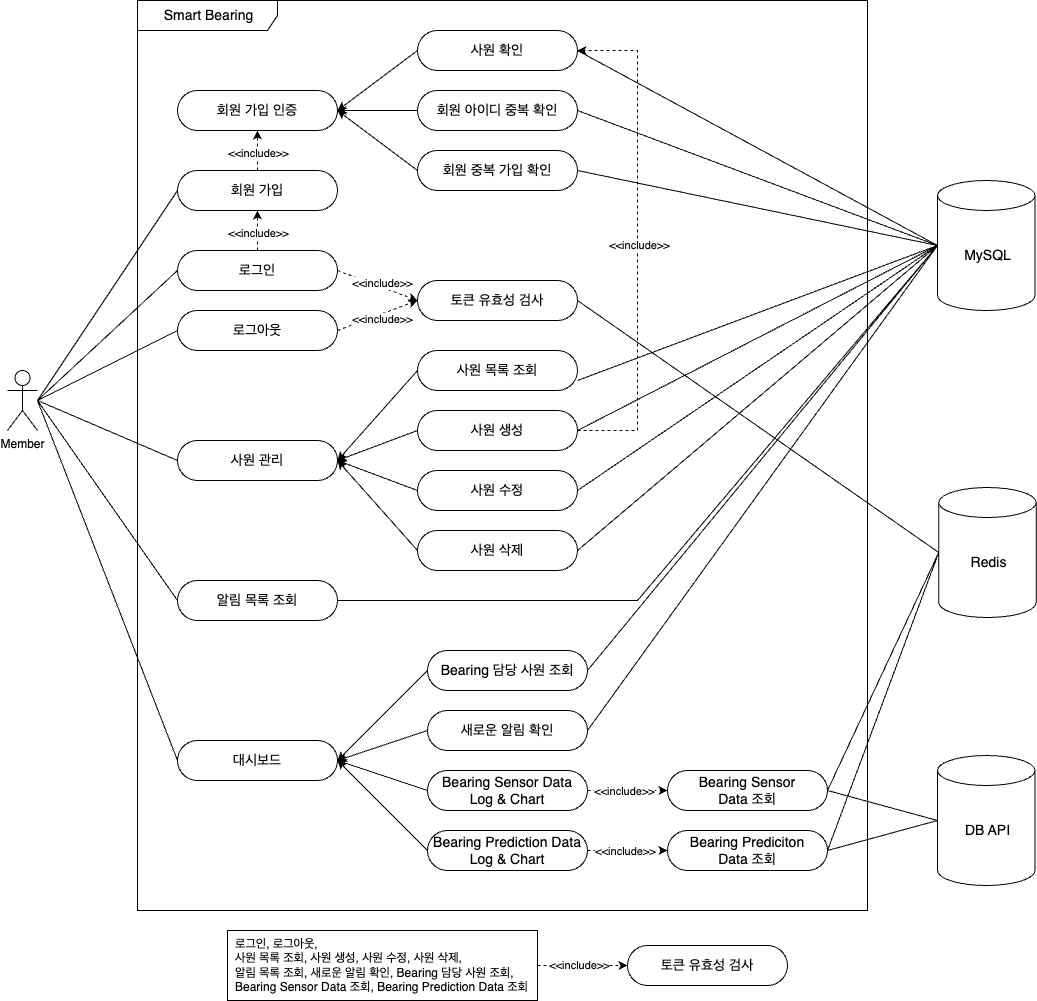 Smart Bearing
사원 확인
회원 가입 인증
회원 아이디 중복 확인
<<include>>
회원 중복 가입 확인
회원 가입
<<include>>
<<include>>
MySQL
로그인
<<include>>
토큰 유효성 검사
<<include>>
로그아웃
사원 목록 조회
Member
사원 생성
사원 관리
사원 수정
사원 삭제
Redis
알림 목록 조회
Bearing 담당 사원 조회
새로운 알림 확인
대시보드
Bearing Sensor Data
Log & Chart
<<include>>
Bearing Sensor
Data 조회
DB API
Bearing Prediction Data
Log & Chart
<<include>>
Bearing Prediciton
Data 조회
로그인, 로그아웃,
사원 목록 조회, 사원 생성, 사원 수정, 사원 삭제,
알림 목록 조회, 새로운 알림 확인, Bearing 담당 사원 조회,
Bearing Sensor Data 조회, Bearing Prediction Data 조회
<<include>>
토큰 유효성 검사